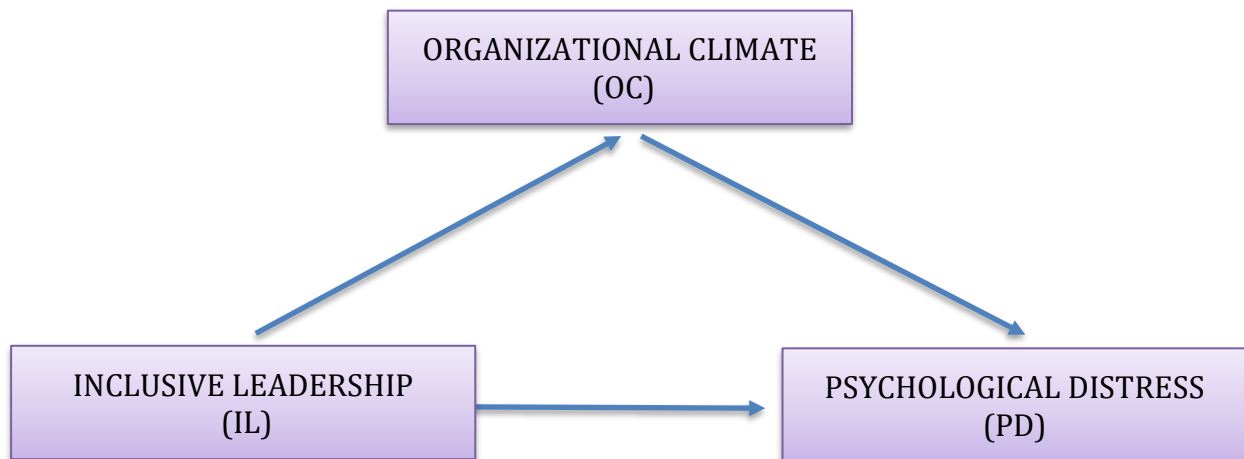 ORGANIZATIONAL CLIMATE
(OC)
INCLUSIVE LEADERSHIP
(IL)
PSYCHOLOGICAL DISTRESS
(PD)